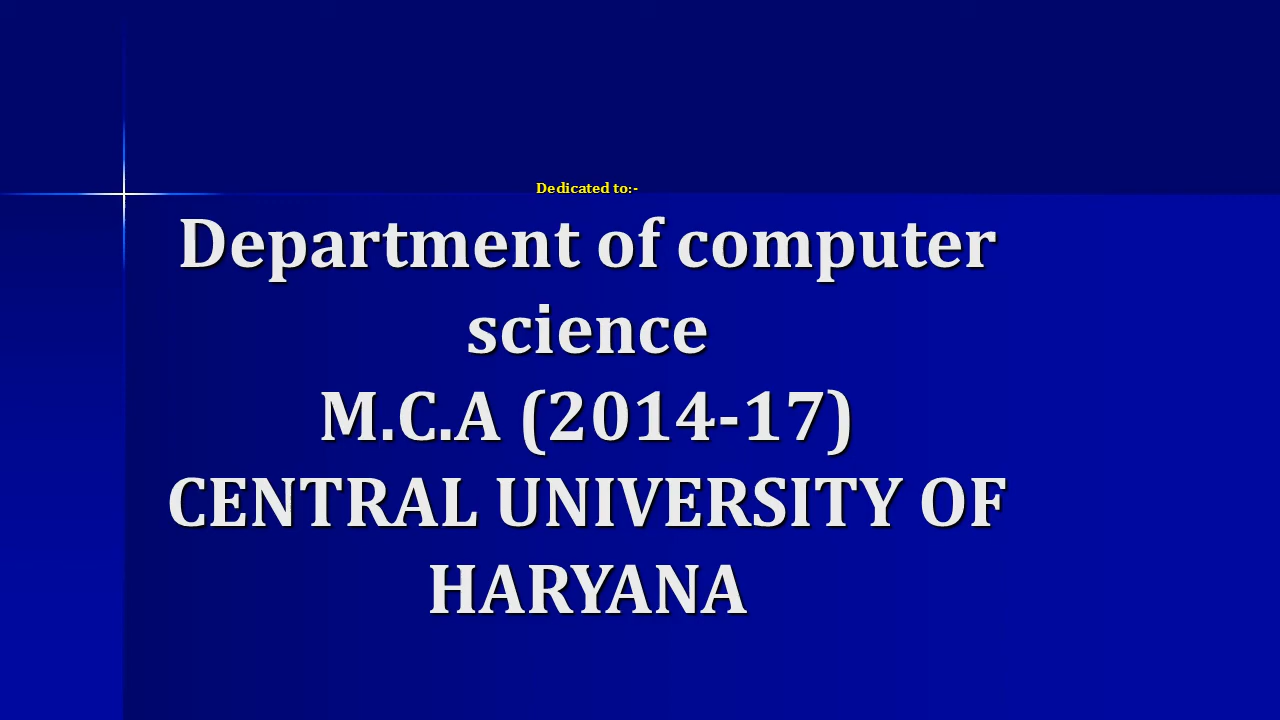 Dedicated to:-
Department of computer
science
M.C.A (2014-17)
CENTRAL UNIVERSITY OF
HARYANA